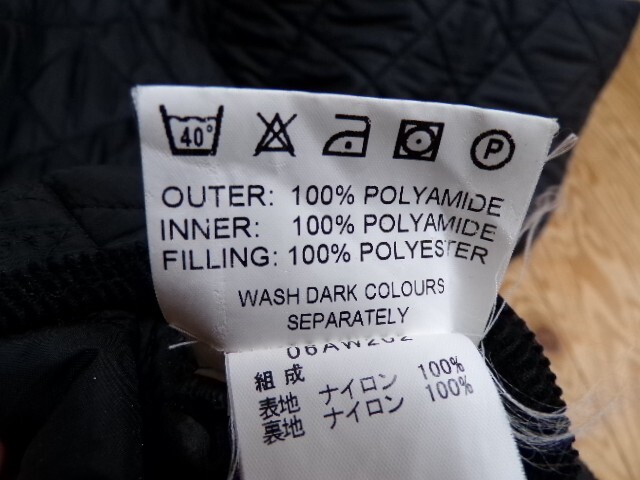 40°
P
OUTER: 100% POLYAMIDE
INNER: 100% POLYAMIDE
FILLING: 100% POLYESTER
WASH DARK COLOURS
SEPARATELY
06AW202
組成
表地 ナイロン 100%
裏地 ナイロン 100%